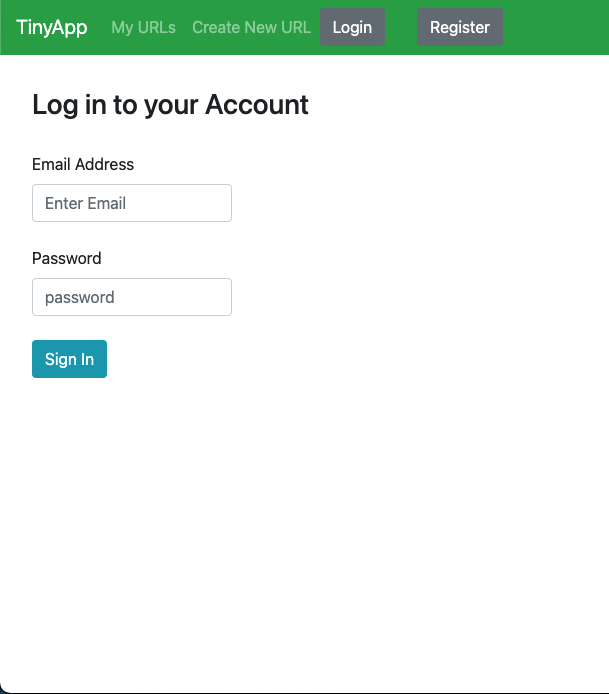 TinyApp My URLs Create New URL Login Register
Log in to your Account
Email Address
Enter Email
Password
password
Sign In